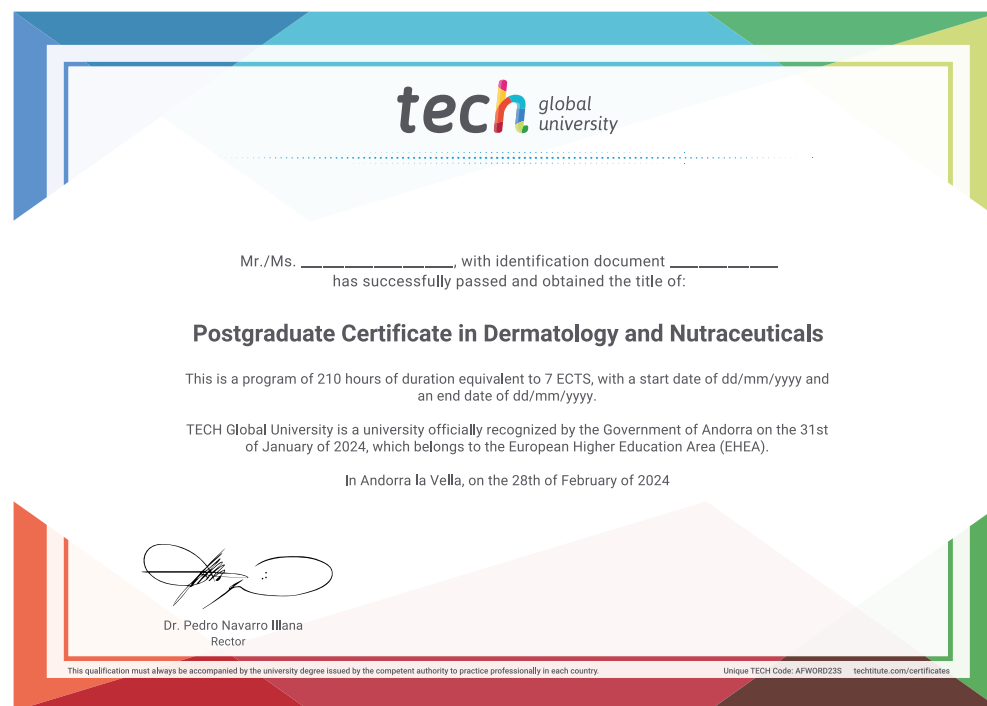 tech global
university
Mr./Ms. ________________, with identification document ____________
has successfully passed and obtained the title of:
Postgraduate Certificate in Dermatology and Nutraceuticals
This is a program of 210 hours of duration equivalent to 7 ECTS, with a start date of dd/mm/yyyy and
an end date of dd/mm/yyyy.
TECH Global University is a university officially recognized by the Government of Andorra on the 31st
of January of 2024, which belongs to the European Higher Education Area (EHEA).
In Andorra la Vella, on the 28th of February of 2024
Dr. Pedro Navarro Illana
Rector
This qualification must always be accompanied by the university degree issued by the competent authority to practice professionally in each country.
Unique TECH Code: AFWORD23S techtitute.com/certificates